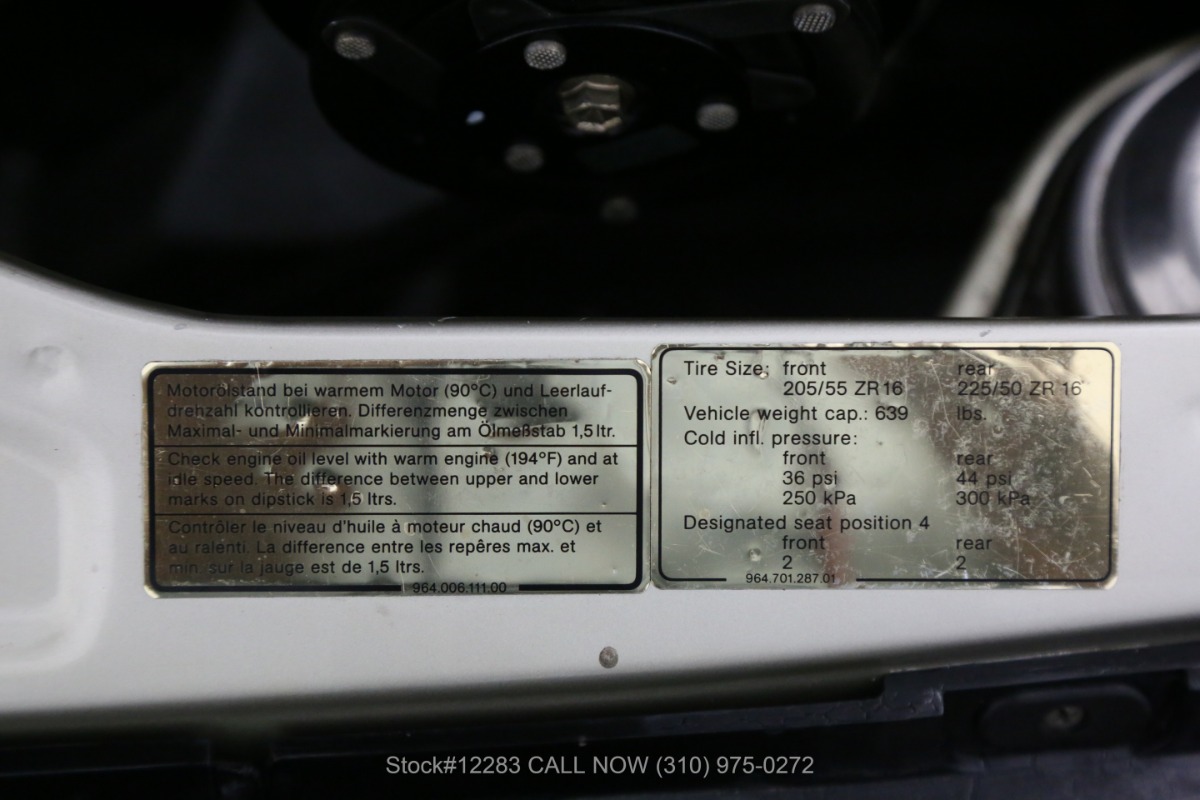 Motorölstand bei warmem Motor (90°C) und Leerlauf-
drehzahl kontrollieren. Differenzmenge zwischen
Maximal- und Minimalmarkierung am Ölmeßstab 1,5 ltr.
Check engine oil level with warm engine (194°F) and at
idle speed. The difference between upper and lower
marks on dipstick is 1,5 ltrs.
Contrôler le niveau d'huile à moteur chaud (90°C) et
au ralenti. La difference entre les repêres max. et
min. sur la jauge est de 1,5 ltrs.
964.006.111.00
Tire Size: front rear
205/55 ZR 16 225/50 ZR 16
Vehicle weight cap.: 639 lbs.
Cold infl. pressure:
front rear
36 psi 44 psi
250 kPa 300 kPa
Designated seat position 4
front rear
2 2
964.701.287.01
Stock#12283 CALL NOW (310) 975-0272